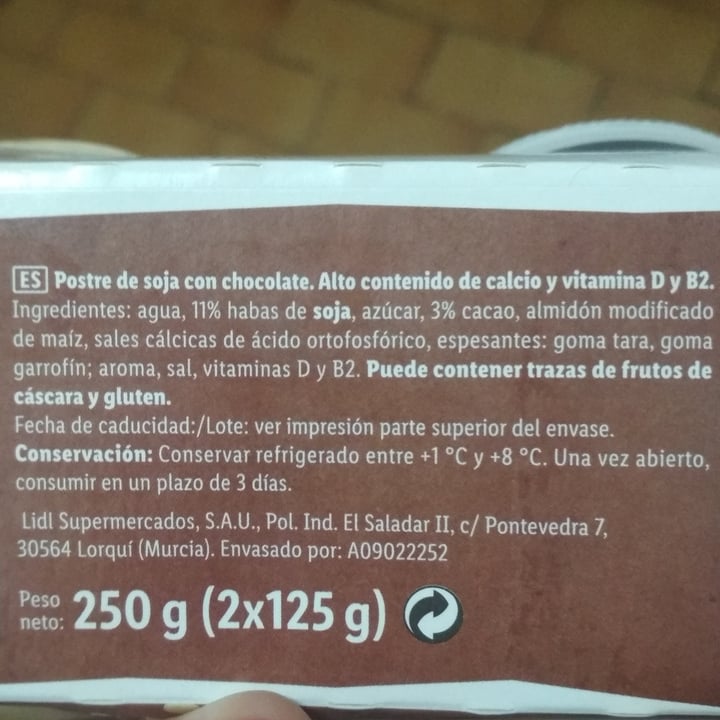 ES Postre de soja con chocolate. Alto contenido de calcio y vitamina D y B2.
Ingredientes: agua, 11% habas de soja, azúcar, 3% cacao, almidón modificado
de maíz, sales cálcicas de ácido ortofosfórico, espesantes: goma tara, goma
garrofín; aroma, sal, vitaminas D y B2. Puede contener trazas de frutos de
cáscara y gluten.
Fecha de caducidad:/Lote: ver impresión parte superior del envase.
Conservación: Conservar refrigerado entre +1 °C y +8 °C. Una vez abierto,
consumir en un plazo de 3 días.
Lidl Supermercados, S.A.U., Pol. Ind. El Saladar II, c/ Pontevedra 7,
30564 Lorquí (Murcia). Envasado por: A09022252
Peso neto: 250 g (2x125 g)